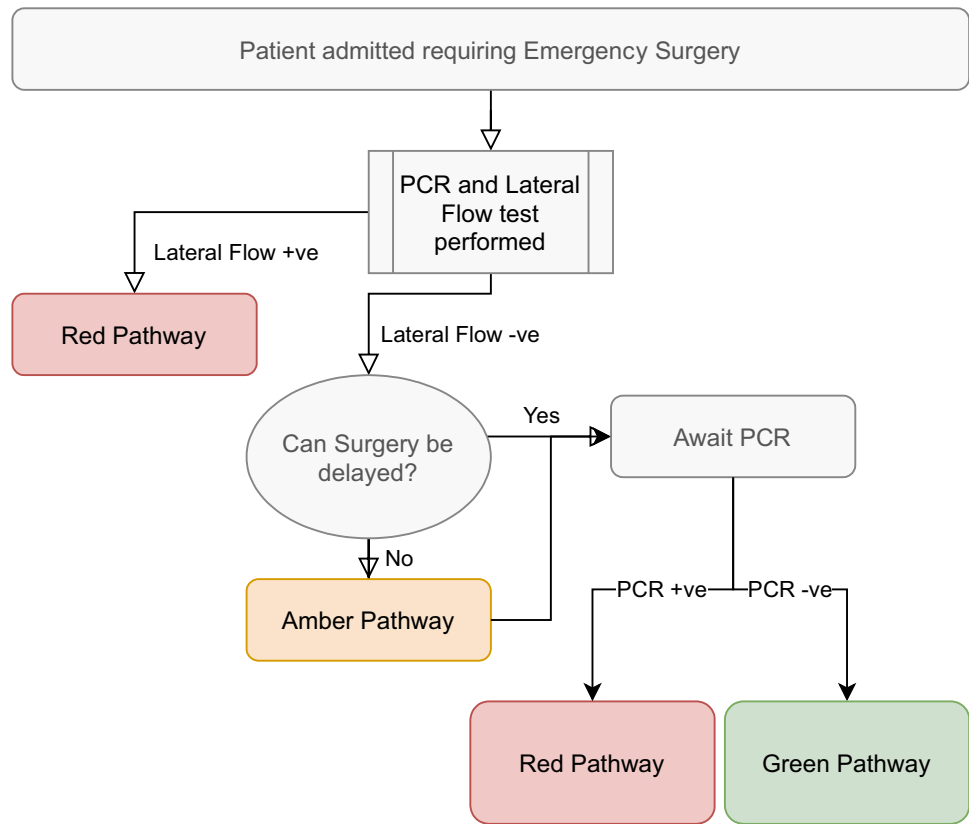 Patient admitted requiring Emergency Surgery
PCR and Lateral
Flow test
performed
Lateral Flow +ve
Red Pathway
Lateral Flow -ve
Can Surgery be
delayed?
Yes
Await PCR
No
Amber Pathway
PCR +ve
PCR -ve
Red Pathway
Green Pathway